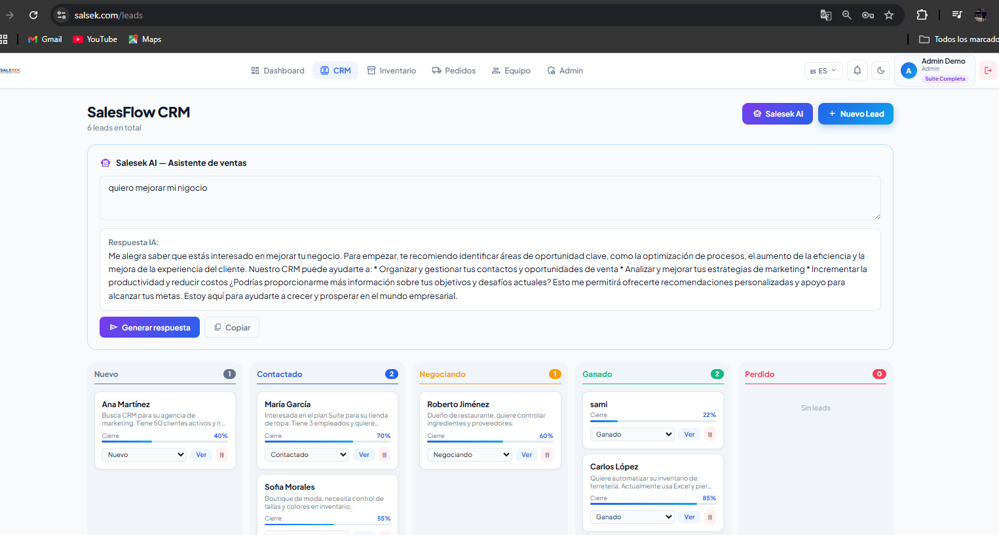 salsek.com/leads
Gmail
YouTube
Maps
Todos los marcado
SALESEK
Dashboard
CRM
Inventario
Pedidos
Equipo
Admin
ES ES
A
Admin Demo
Admin
Suite Completa
SalesFlow CRM
6 leads en total
Salesek AI
+ Nuevo Lead
Salesek AI — Asistente de ventas
quiero mejorar mi nigocio
Respuesta IA:
Me alegra saber que estás interesado en mejorar tu negocio. Para empezar, te recomiendo identificar áreas de oportunidad clave, como la optimización de procesos, el aumento de la eficiencia y la
mejora de la experiencia del cliente. Nuestro CRM puede ayudarte a: * Organizar y gestionar tus contactos y oportunidades de venta * Analizar y mejorar tus estrategias de marketing * Incrementar la
productividad y reducir costos ¿Podrías proporcionarme más información sobre tus objetivos y desafíos actuales? Esto me permitirá ofrecerte recomendaciones personalizadas y apoyo para
alcanzar tus metas. Estoy aquí para ayudarte a crecer y prosperar en el mundo empresarial.
Generar respuesta
Copiar
Nuevo 1
Ana Martínez
Busca CRM para su agencia de
marketing. Tiene 50 clientes activos y n...
Cierre 40%
Nuevo Ver
Contactado 2
María García
Interesada en el plan Suite para su tienda
de ropa. Tiene 3 empleados y quiere...
Cierre 70%
Contactado Ver
Sofia Morales
Boutique de moda, necesita control de
tallas y colores en inventario.
Cierre 55%
Negociando 1
Roberto Jiménez
Dueño de restaurante, quiere controlar
ingredientes y proveedores.
Cierre 60%
Negociando Ver
Ganado 2
sami
Cierre 22%
Ganado Ver
Carlos López
Quiere automatizar su inventario de
ferretería. Actualmente usa Excel y pier...
Cierre 85%
Ganado Ver
Perdido 0
Sin leads